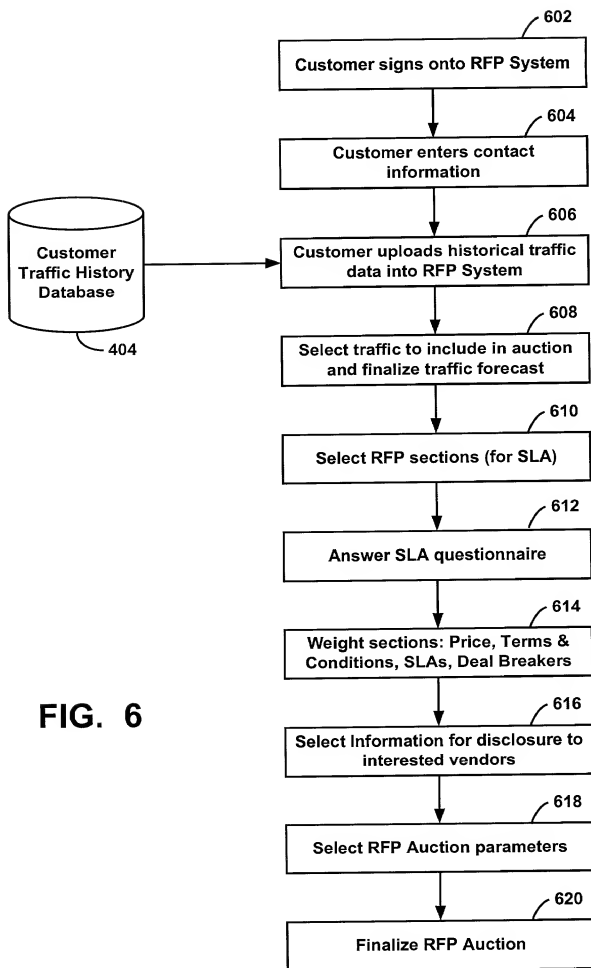 602
Customer signs onto RFP System
604
Customer enters contact
information
606
Customer
Traffic History
Database
Customer uploads historical traffic
data into RFP System
404
608
Select traffic to include in auction
and finalize traffic forecast
610
Select RFP sections (for SLA)
612
Answer SLA questionnaire
614
Weight sections: Price, Terms &
Conditions, SLAs, Deal Breakers
FIG. 6
616
Select Information for disclosure to
interested vendors
618
Select RFP Auction parameters
620
Finalize RFP Auction